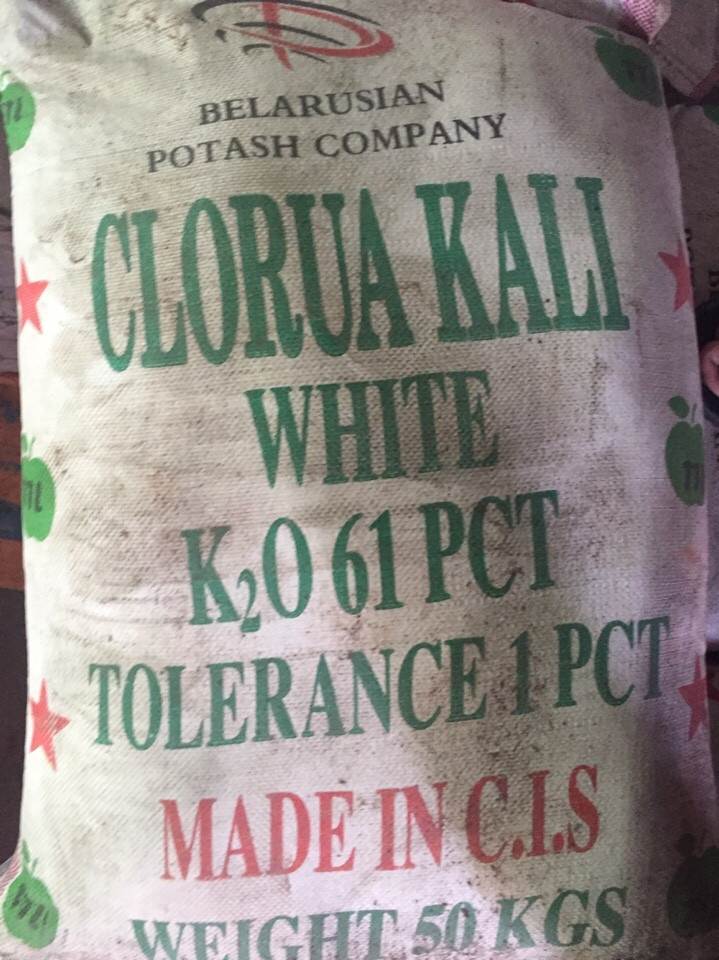 BELARUSIAN
POTASH COMPANY
CLORUA KALI
WHITE
K₂O 61 PCT
TOLERANCE 1 PCT
MADE IN C.I.S
WEIGHT 50 KGS